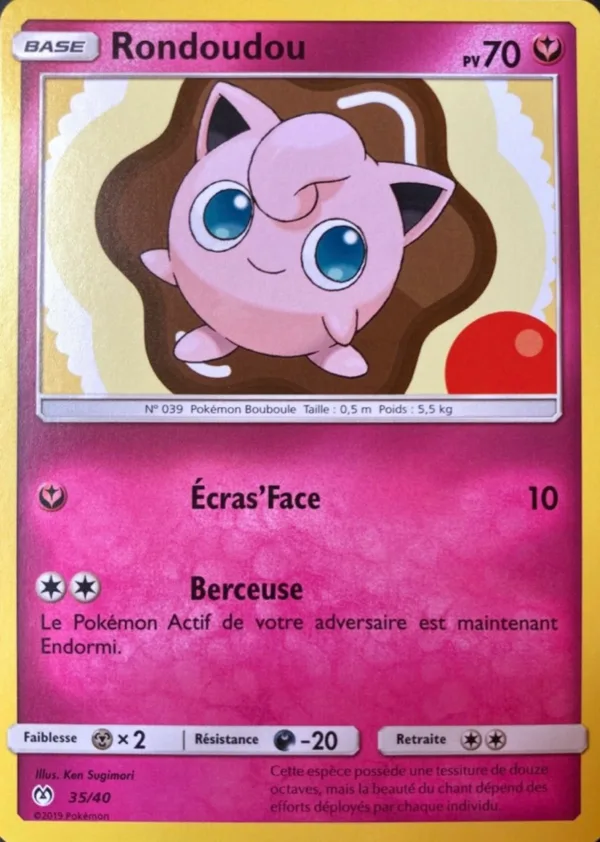 BASE Rondoudou PV 70
N° 039 Pokémon Bouboule Taille : 0,5 m Poids : 5,5 kg
Écras'Face 10
Berceuse
Le Pokémon Actif de votre adversaire est maintenant
Endormi.
Faiblesse ×2 Résistance -20 Retraite
Illus. Ken Sugimori
35/40
©2019 Pokémon
Cette espèce possède une tessiture de douze
octaves, mais la beauté du chant dépend des
efforts déployés par chaque individu.